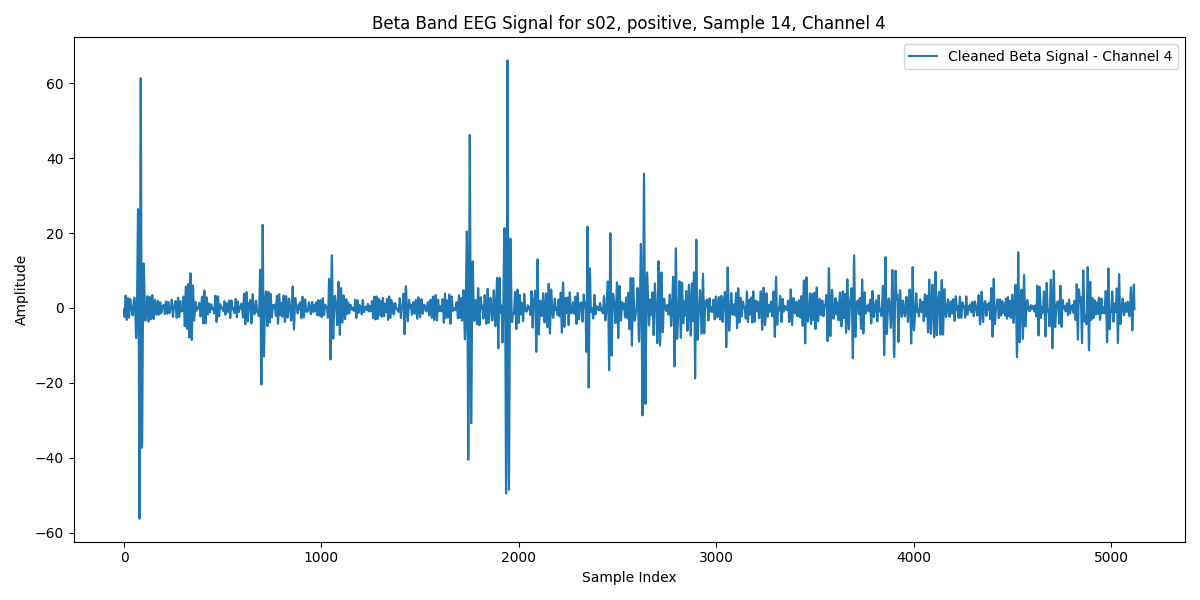 Beta Band EEG Signal for s02, positive, Sample 14, Channel 4
Cleaned Beta Signal - Channel 4
Amplitude
60
40
20
0
−20
−40
−60
0 1000 2000 3000 4000 5000
Sample Index